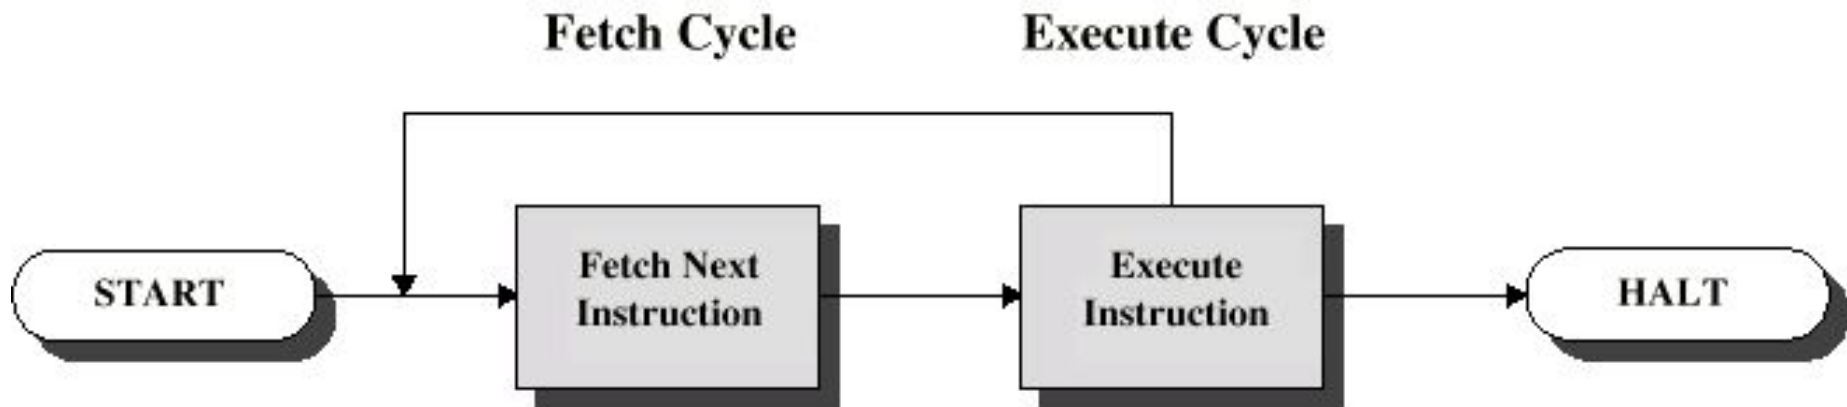 Fetch Cycle
Execute Cycle
START
Fetch Next
Instruction
Execute
Instruction
HALT